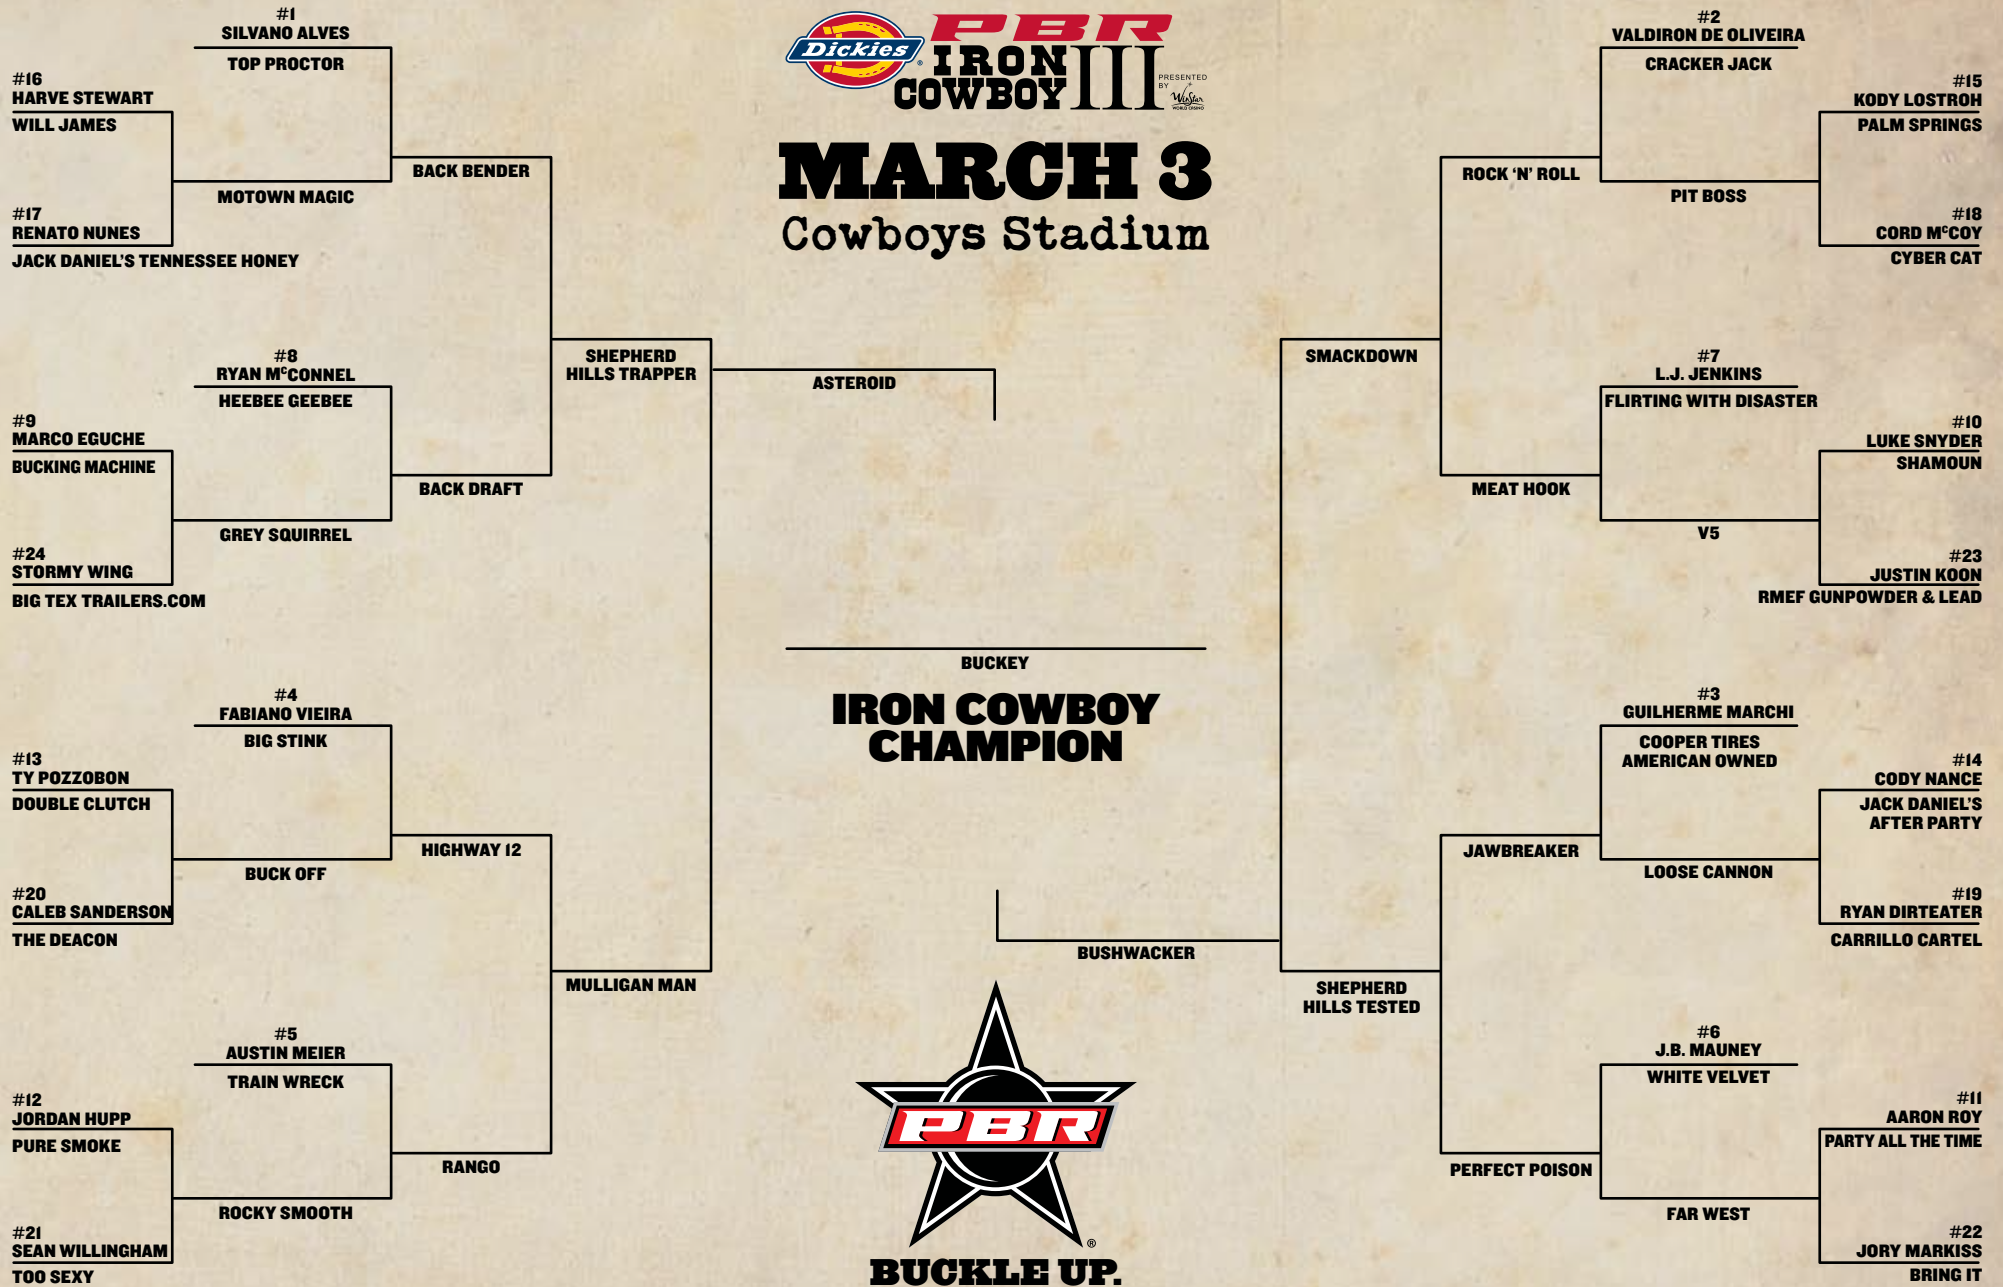 #1
SILVANO ALVES
TOP PROCTOR
#16
HARVE STEWART
WILL JAMES
MOTOWN MAGIC
#17
RENATO NUNES
JACK DANIEL'S TENNESSEE HONEY
BACK BENDER
#8
RYAN McCONNEL
HEEBEE GEEBEE
#9
MARCO EGUCHE
BUCKING MACHINE
GREY SQUIRREL
#24
STORMY WING
BIG TEX TRAILERS.COM
BACK DRAFT
SHEPHERD
HILLS TRAPPER
#4
FABIANO VIEIRA
BIG STINK
#13
TY POZZOBON
DOUBLE CLUTCH
BUCK OFF
#20
CALEB SANDERSON
THE DEACON
HIGHWAY 12
#5
AUSTIN MEIER
TRAIN WRECK
#12
JORDAN HUPP
PURE SMOKE
ROCKY SMOOTH
#21
SEAN WILLINGHAM
TOO SEXY
RANGO
MULLIGAN MAN
ASTEROID
Dickies®
PBR
IRON
COWBOY III
PRESENTED
BY
WinStar
WORLD CASINO
MARCH 3
Cowboys Stadium
BUCKEY
IRON COWBOY
CHAMPION
BUSHWACKER
PBR
®
BUCKLE UP.
#2
VALDIRON DE OLIVEIRA
CRACKER JACK
#15
KODY LOSTROH
PALM SPRINGS
PIT BOSS
#18
CORD McCOY
CYBER CAT
ROCK 'N' ROLL
SMACKDOWN
#7
L.J. JENKINS
FLIRTING WITH DISASTER
#10
LUKE SNYDER
SHAMOUN
V5
#23
JUSTIN KOON
RMEF GUNPOWDER & LEAD
MEAT HOOK
#3
GUILHERME MARCHI
COOPER TIRES
AMERICAN OWNED
#14
CODY NANCE
JACK DANIEL'S
AFTER PARTY
LOOSE CANNON
#19
RYAN DIRTEATER
CARRILLO CARTEL
JAWBREAKER
SHEPHERD
HILLS TESTED
#6
J.B. MAUNEY
WHITE VELVET
#11
AARON ROY
PARTY ALL THE TIME
FAR WEST
#22
JORY MARKISS
BRING IT
PERFECT POISON